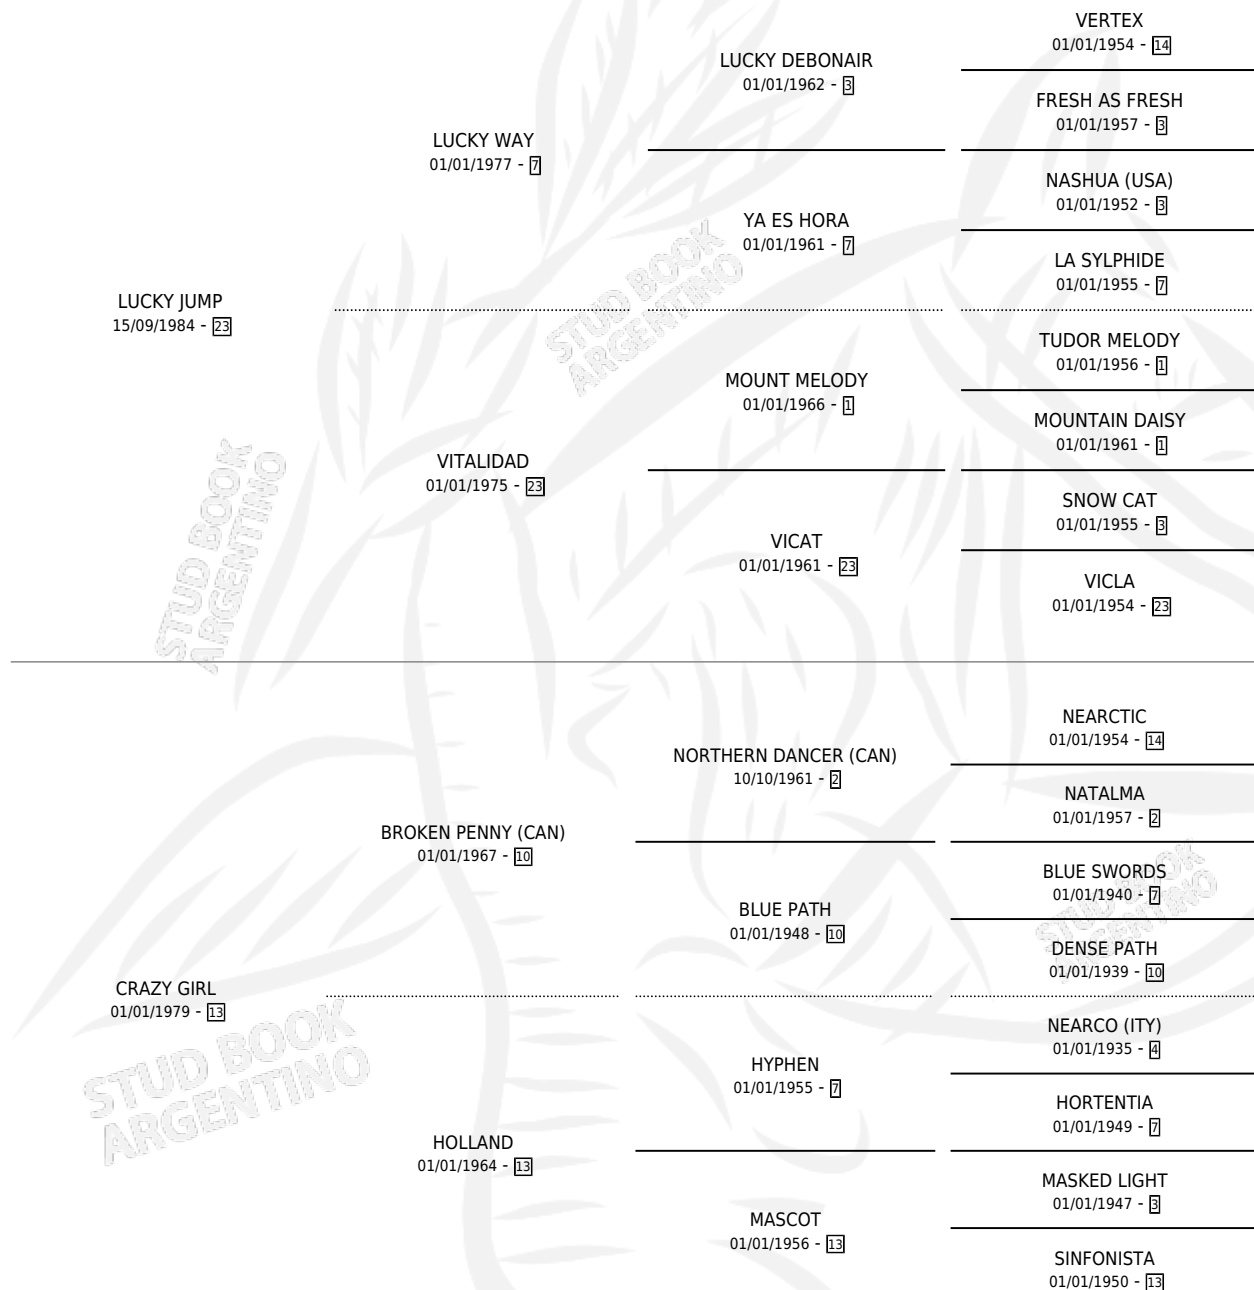 VERTEX
01/01/1954 - 14
LUCKY DEBONAIR
01/01/1962 - 3
FRESH AS FRESH
01/01/1957 - 3
LUCKY WAY
01/01/1977 - 7
NASHUA (USA)
01/01/1952 - 3
YA ES HORA
01/01/1961 - 7
LA SYLPHIDE
01/01/1955 - 7
LUCKY JUMP
15/09/1984 - 23
STUD BOOK
ARGENTINO
TUDOR MELODY
01/01/1956 - 1
MOUNT MELODY
01/01/1966 - 1
MOUNTAIN DAISY
01/01/1961 - 1
VITALIDAD
01/01/1975 - 23
SNOW CAT
01/01/1955 - 3
VICAT
01/01/1961 - 23
VICLA
01/01/1954 - 23
STUD BOOK
ARGENTINO
NEARCTIC
01/01/1954 - 14
NORTHERN DANCER (CAN)
10/10/1961 - 2
NATALMA
01/01/1957 - 2
BROKEN PENNY (CAN)
01/01/1967 - 10
BLUE SWORDS
01/01/1940 - 7
BLUE PATH
01/01/1948 - 10
STUD BOOK
ARGENTINO
DENSE PATH
01/01/1939 - 10
CRAZY GIRL
01/01/1979 - 13
STUD BOOK
ARGENTINO
NEARCO (ITY)
01/01/1935 - 4
HYPHEN
01/01/1955 - 7
HORTENTIA
01/01/1949 - 7
HOLLAND
01/01/1964 - 13
MASKED LIGHT
01/01/1947 - 3
MASCOT
01/01/1956 - 13
SINFONISTA
01/01/1950 - 13